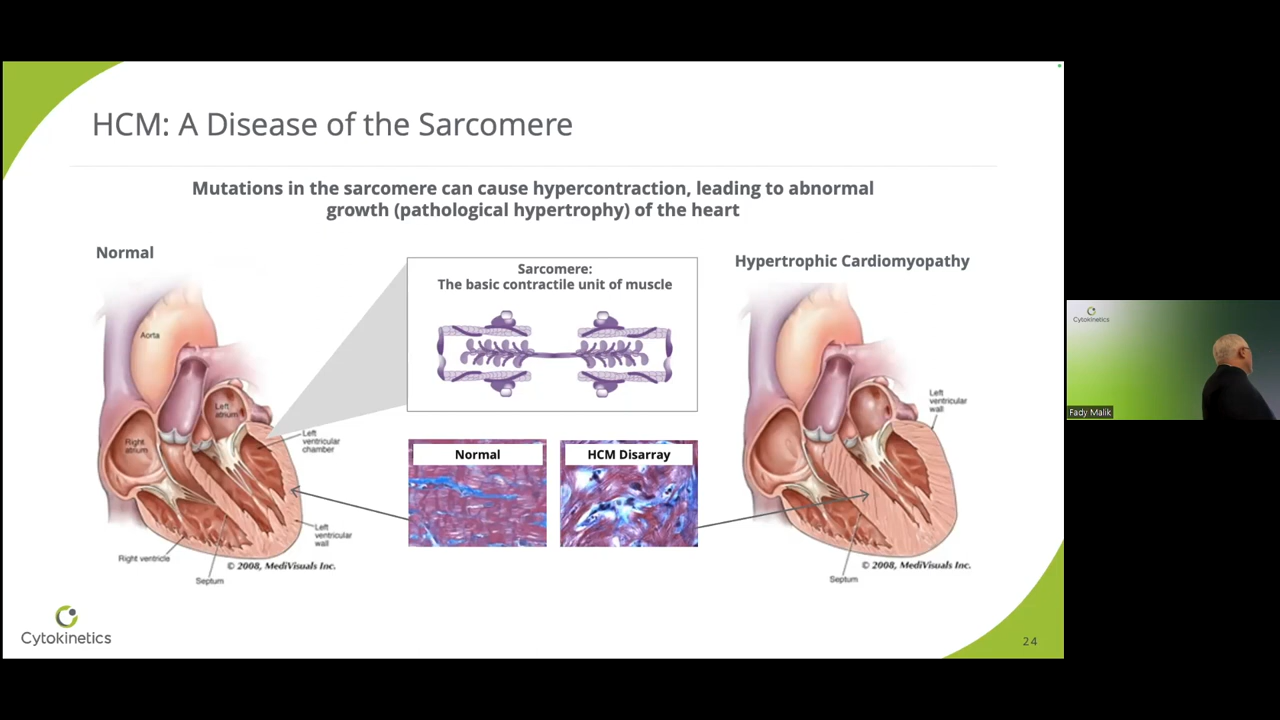 HCM: A Disease of the Sarcomere
Mutations in the sarcomere can cause hypercontraction, leading to abnormal
growth (pathological hypertrophy) of the heart
Normal
Aorta
Left
atrium
Right
atrium
Left
ventricular
chamber
Left
ventricular
wall
Right ventricle
Septum
© 2008, MediVisuals Inc.
Sarcomere:
The basic contractile unit of muscle
Normal
HCM Disarray
Hypertrophic Cardiomyopathy
Left
ventricular
wall
Septum
© 2008, MediVisuals Inc.
Cytokinetics
24
Cytokinetics
Fady Malik